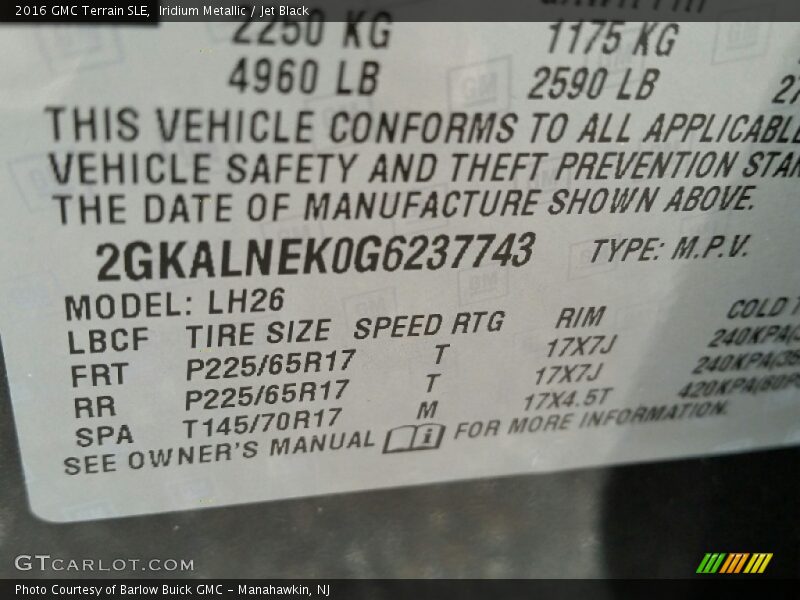 2016 GMC Terrain SLE, Iridium Metallic / Jet Black
2250 KG 1175 KG
4960 LB 2590 LB
THIS VEHICLE CONFORMS TO ALL APPLICABLE
VEHICLE SAFETY AND THEFT PREVENTION STAN
THE DATE OF MANUFACTURE SHOWN ABOVE.
2GKALNEK0G6237743 TYPE: M.P.V.
MODEL: LH26
LBCF TIRE SIZE SPEED RTG RIM COLD
FRT P225/65R17 T 17X7J 240KPA
RR P225/65R17 T 17X7J 240KPA
SPA T145/70R17 M 17X4.5T 420KPA
SEE OWNER'S MANUAL FOR MORE INFORMATION.
GTCARLOT.COM
Photo Courtesy of Barlow Buick GMC - Manahawkin, NJ